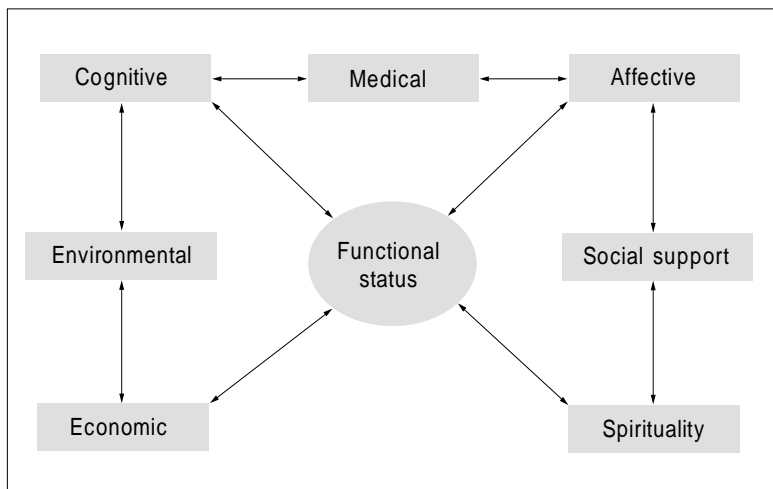 Cognitive
Medical
Affective
Environmental
Functional
status
Social support
Economic
Spirituality